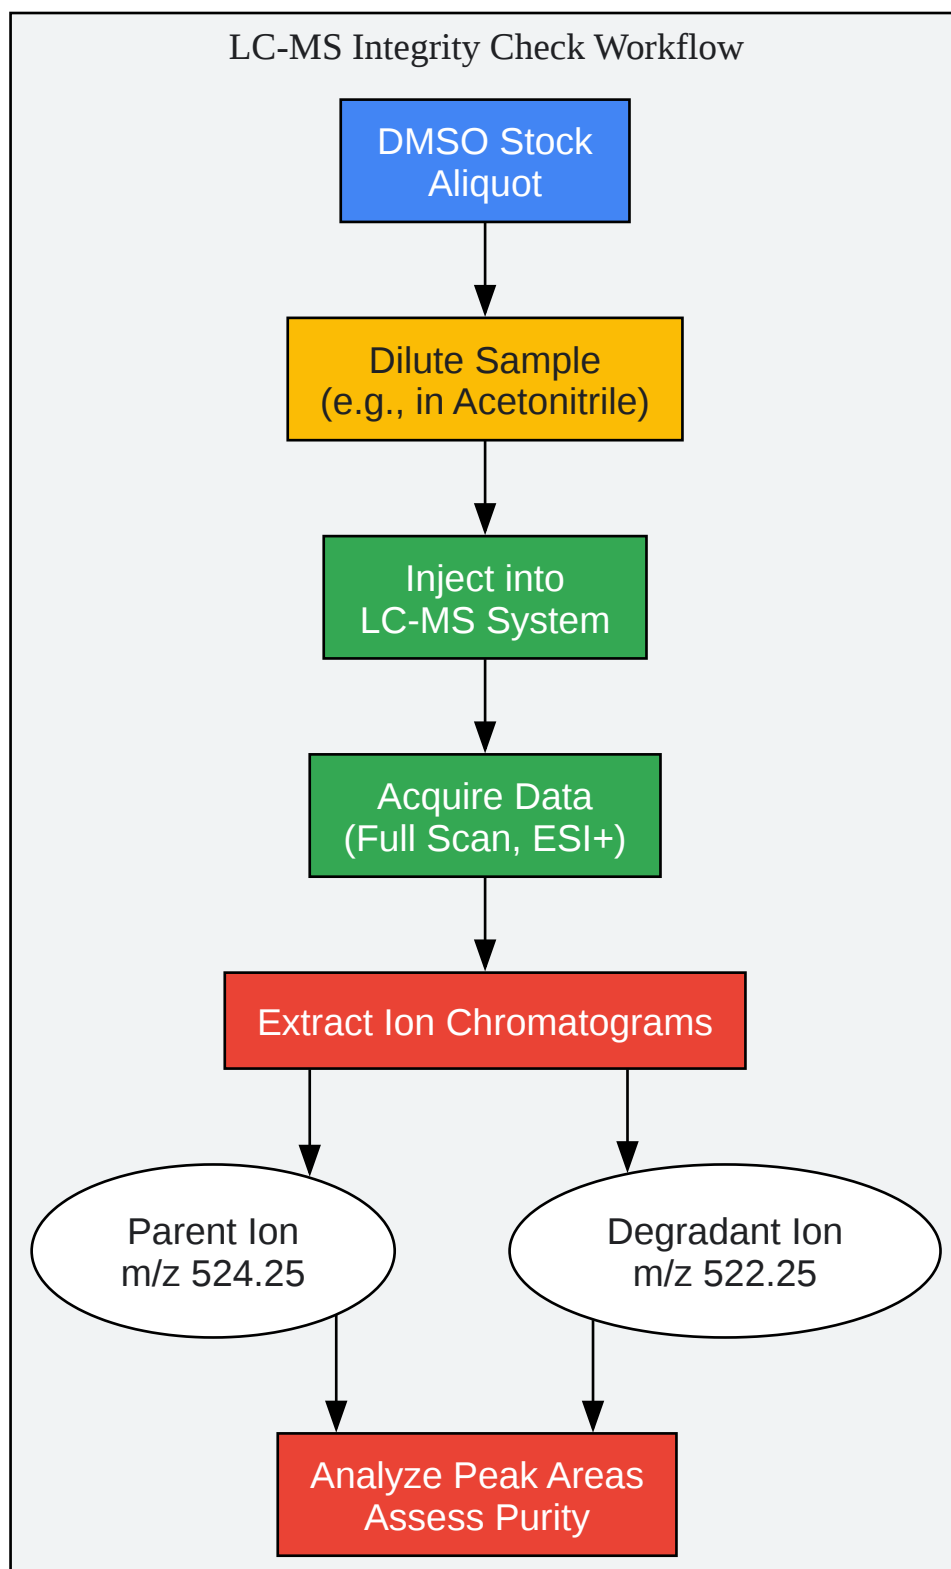 LC-MS Integrity Check Workflow
DMSO Stock
Aliquot
Dilute Sample
(e.g., in Acetonitrile)
Inject into
LC-MS System
Acquire Data
(Full Scan, ESI+)
Extract Ion Chromatograms
Parent Ion
m/z 524.25
Degradant Ion
m/z 522.25
Analyze Peak Areas
Assess Purity